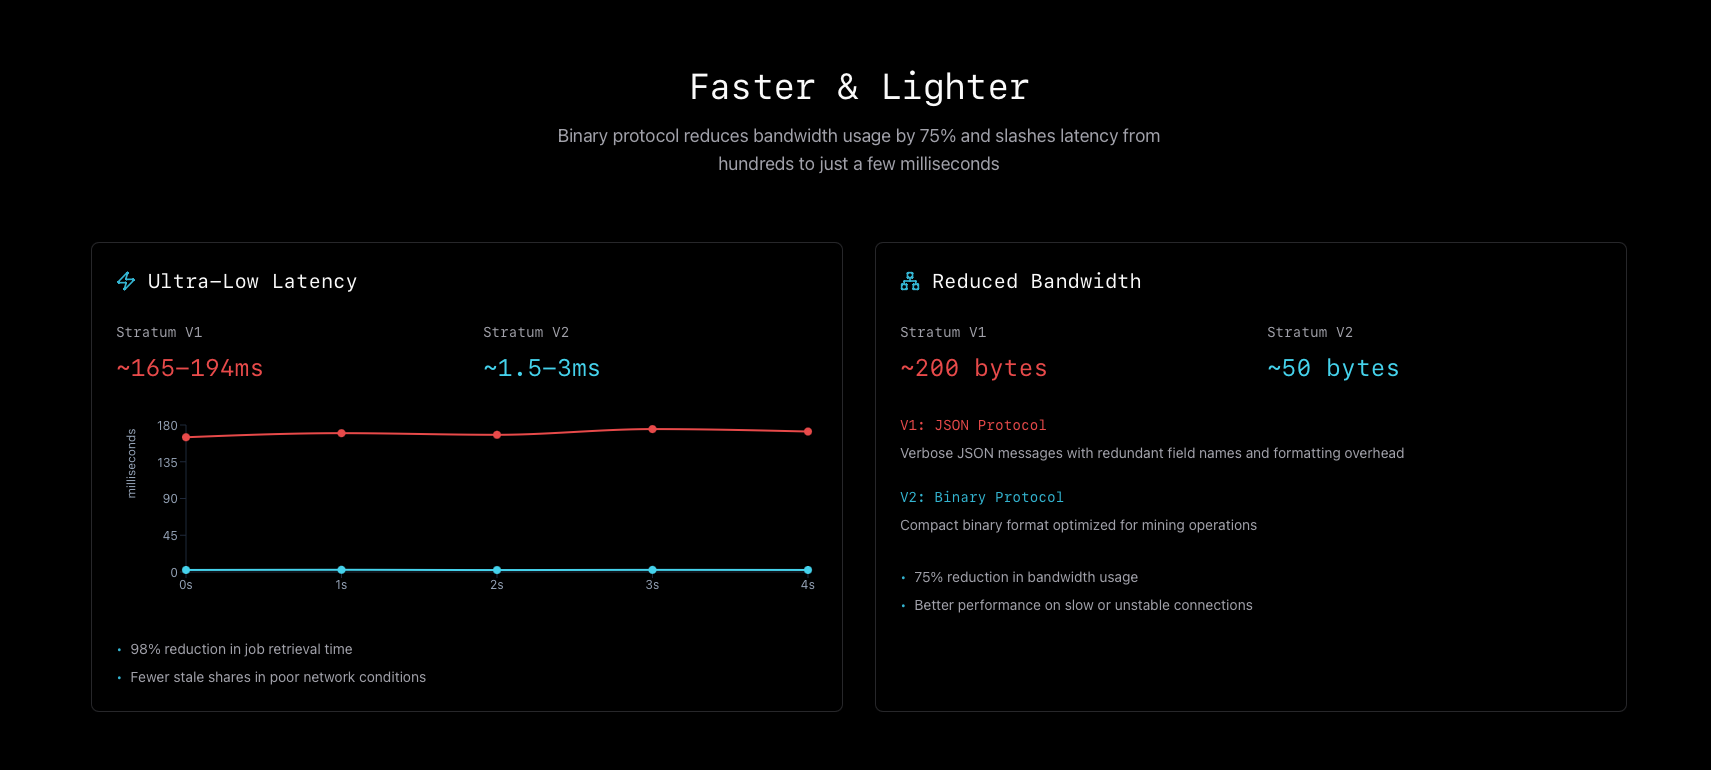 Faster & Lighter
Binary protocol reduces bandwidth usage by 75% and slashes latency from
hundreds to just a few milliseconds
Ultra-Low Latency
Stratum V1
Stratum V2
~165-194ms
~1.5-3ms
milliseconds
180
135
90
45
0
0s
1s
2s
3s
4s
• 98% reduction in job retrieval time
• Fewer stale shares in poor network conditions
Reduced Bandwidth
Stratum V1
Stratum V2
~200 bytes
~50 bytes
V1: JSON Protocol
Verbose JSON messages with redundant field names and formatting overhead
V2: Binary Protocol
Compact binary format optimized for mining operations
• 75% reduction in bandwidth usage
• Better performance on slow or unstable connections